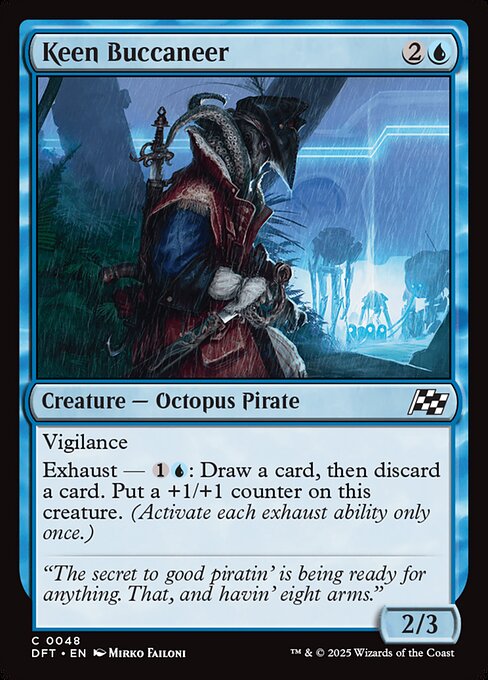 Keen Buccaneer 2
Creature — Octopus Pirate
Vigilance
Exhaust — 1 : Draw a card, then discard
a card. Put a +1/+1 counter on this
creature. (Activate each exhaust ability only
once.)
“The secret to good piratin’ is being ready for
anything. That, and havin’ eight arms.”
2/3
C 0048
DFT • EN Mirko Failoni
™ & © 2025 Wizards of the Coast